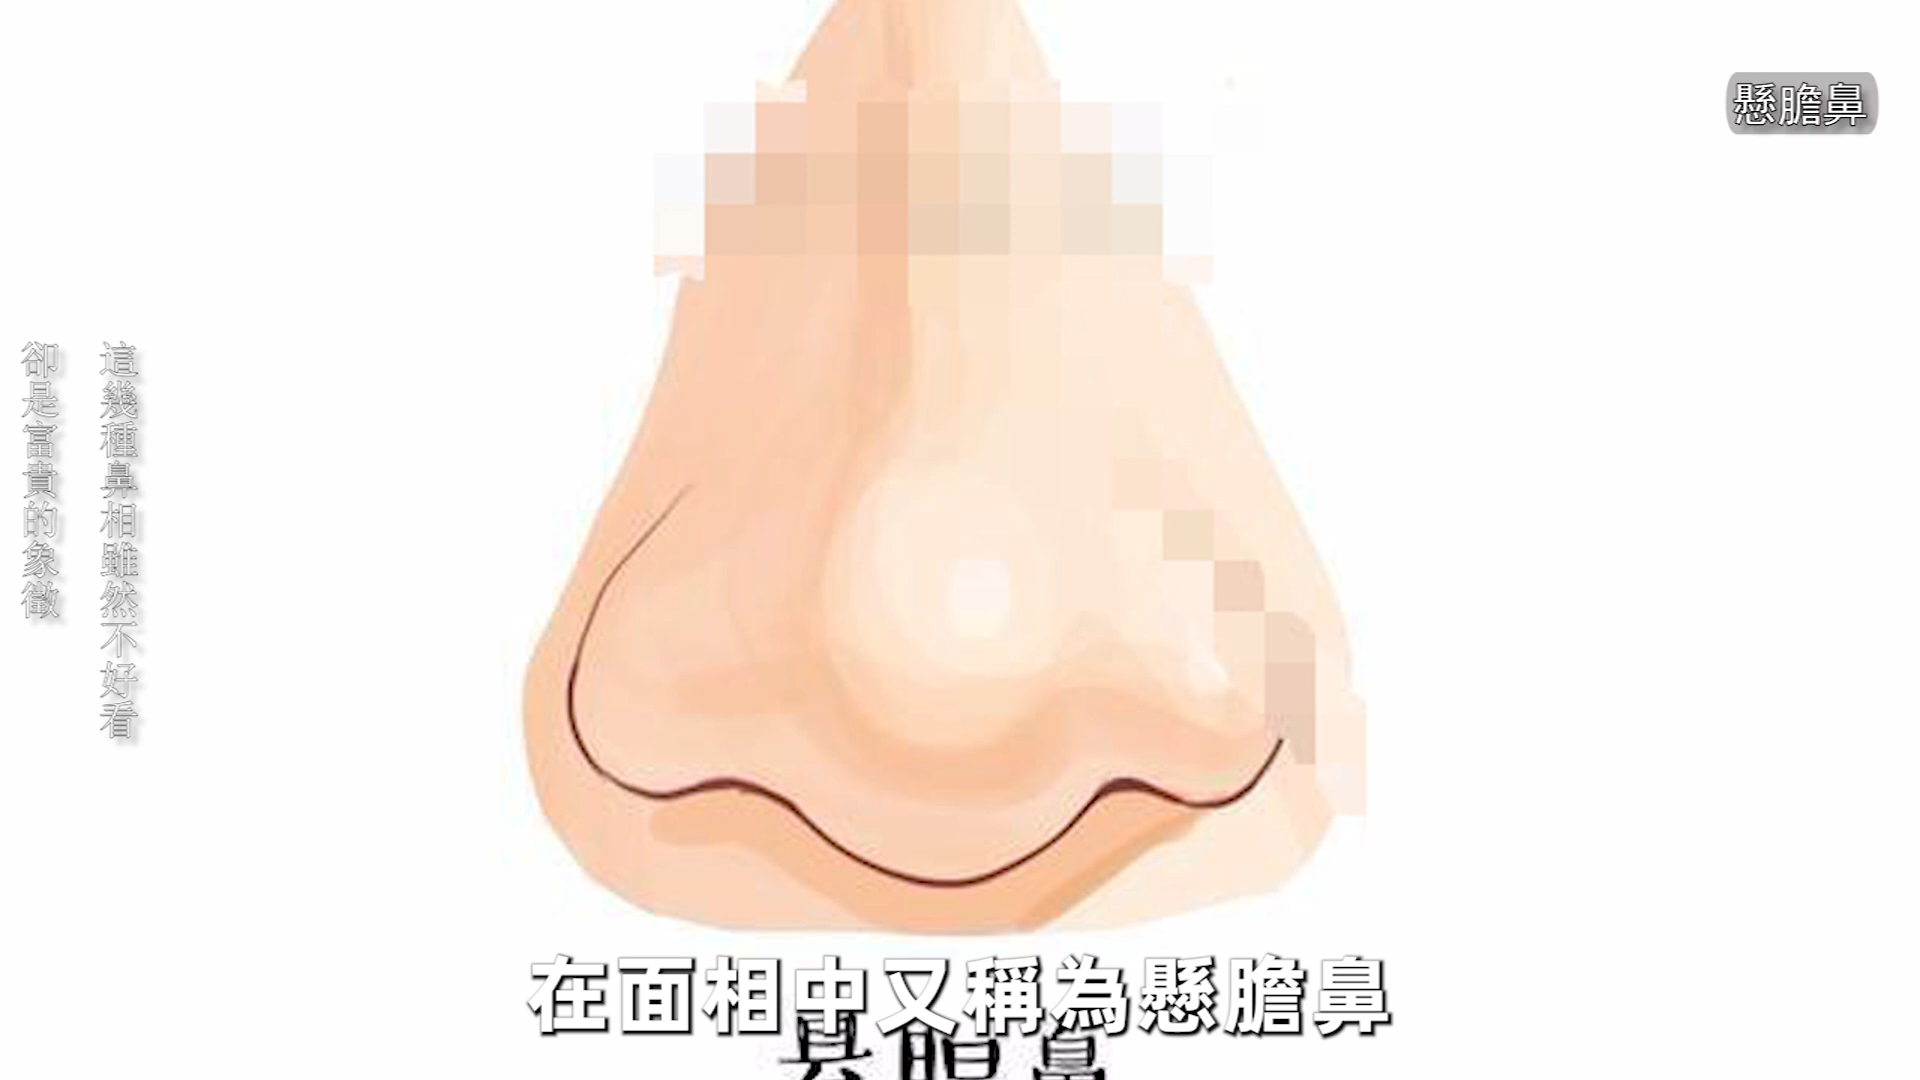 懸膽鼻
這幾種鼻相雖然不好看
卻是富貴的象徵
在面相中又稱為懸膽鼻